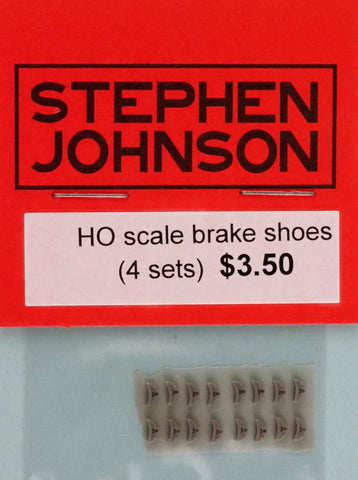 STEPHEN
JOHNSON
HO scale brake shoes
(4 sets) $3.50